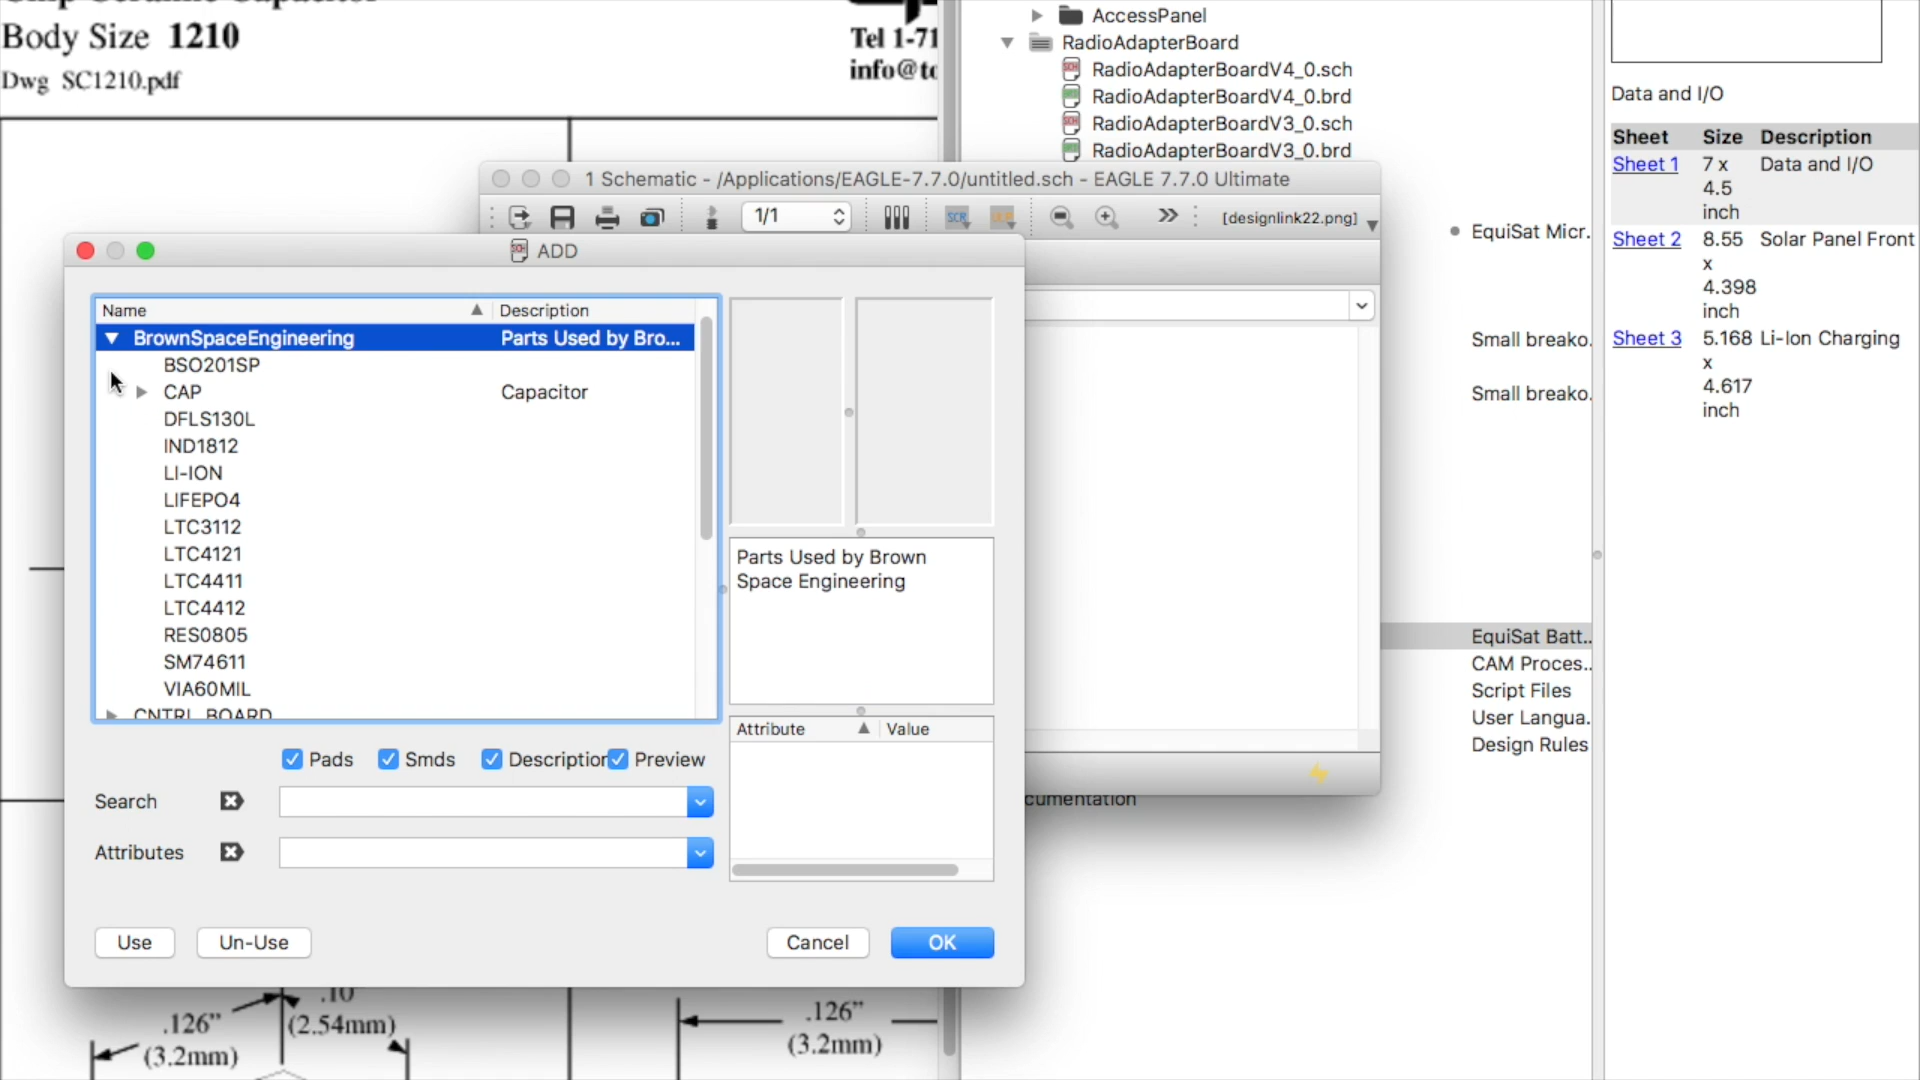 Body Size 1210
Dwg SC1210.pdf
Tel 1-71
AccessPanel
RadioAdapterBoard
RadioAdapterBoardV4_0.sch
RadioAdapterBoardV4_0.brd
RadioAdapterBoardV3_0.sch
RadioAdapterBoardV3_0.brd
Data and I/O
Sheet Size Description
Sheet 1 7 x 4.5 inch Data and I/O
Sheet 2 8.55 x 4.398 inch Solar Panel Front
Sheet 3 5.168 x 4.617 inch Li-Ion Charging
EquiSat Micr.
Small breako.
Small breako.
EquiSat Batt..
CAM Proces..
Script Files
User Langua.
Design Rules
1 Schematic - /Applications/EAGLE-7.7.0/untitled.sch - EAGLE 7.7.0 Ultimate
1/1
SCR
[designlink22.png]
ADD
Name Description
BrownSpaceEngineering Parts Used by Bro...
BSO201SP
CAP Capacitor
DFLS130L
IND1812
LI-ION
LIFEPO4
LTC3112
LTC4121
LTC4411
LTC4412
RES0805
SM74611
VIA60MIL
CNTRL_BOARD
Parts Used by Brown
Space Engineering
Attribute Value
Pads Smds Description Preview
Search
Attributes
Use Un-Use Cancel OK
.126"
(3.2mm)
.10
(2.54mm)
.126"
(3.2mm)